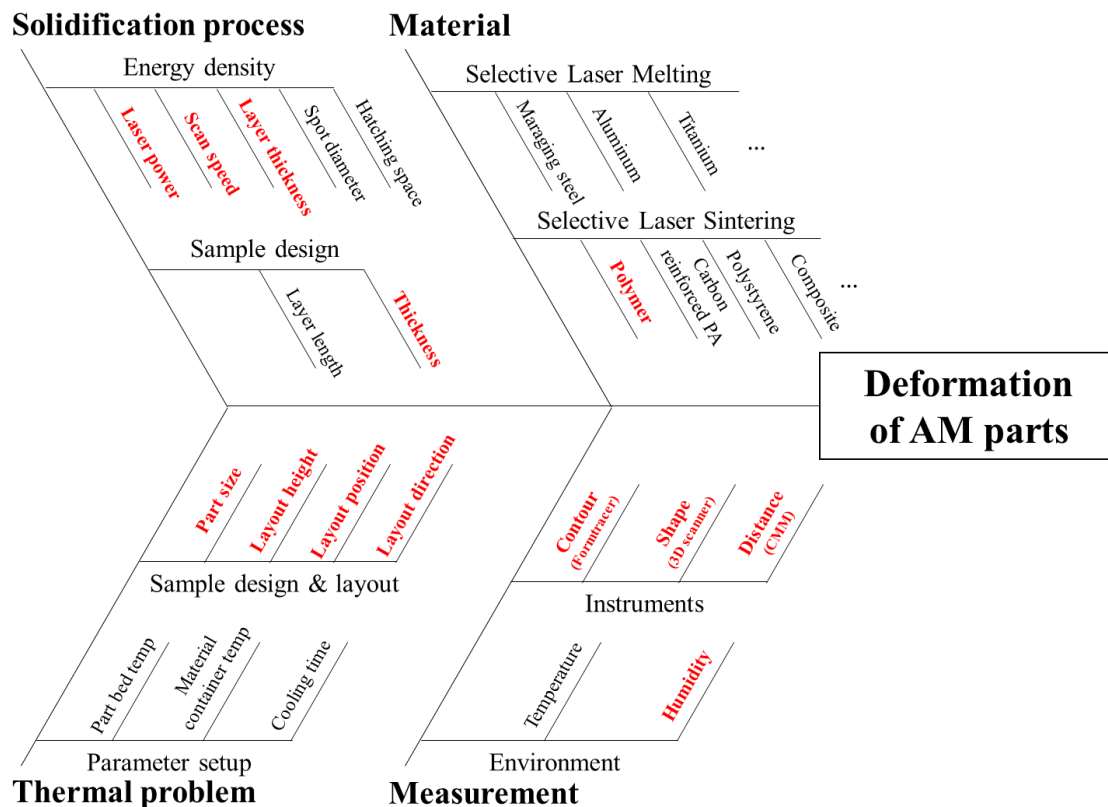 Solidification process
Energy density
Laser power
Scan speed
Layer thickness
Spot diameter
Hatching space
Sample design
Layer length
Thickness
Material
Selective Laser Melting
Maraging steel
Aluminum
Titanium
...
Selective Laser Sintering
Polymer
Carbon
reinforced PA
Polystyrene
Composite
...
Deformation
of AM parts
Part size
Layout height
Layout position
Layout direction
Sample design & layout
Part bed temp
Material
container temp
Cooling time
Parameter setup
Thermal problem
Contour
(Formtracer)
Shape
(3D scanner)
Distance
(CMM)
Instruments
Temperature
Humidity
Environment
Measurement